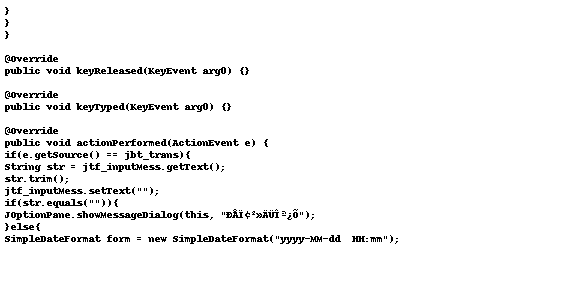 }
}
}
@Override
public void keyReleased(KeyEvent arg0) {}
@Override
public void keyTyped(KeyEvent arg0) {}
@Override
public void actionPerformed(ActionEvent e) {
if(e.getSource() == jbt_trans){
String str = jtf_inputMess.getText();
str.trim();
jtf_inputMess.setText("");
if(str.equals("")){
JOptionPane.showMessageDialog(this, "ÐÅÏ¢²»ÄÜÎª¿Õ");
}else{
SimpleDateFormat form = new SimpleDateFormat("yyyy-MM-dd  HH:mm");